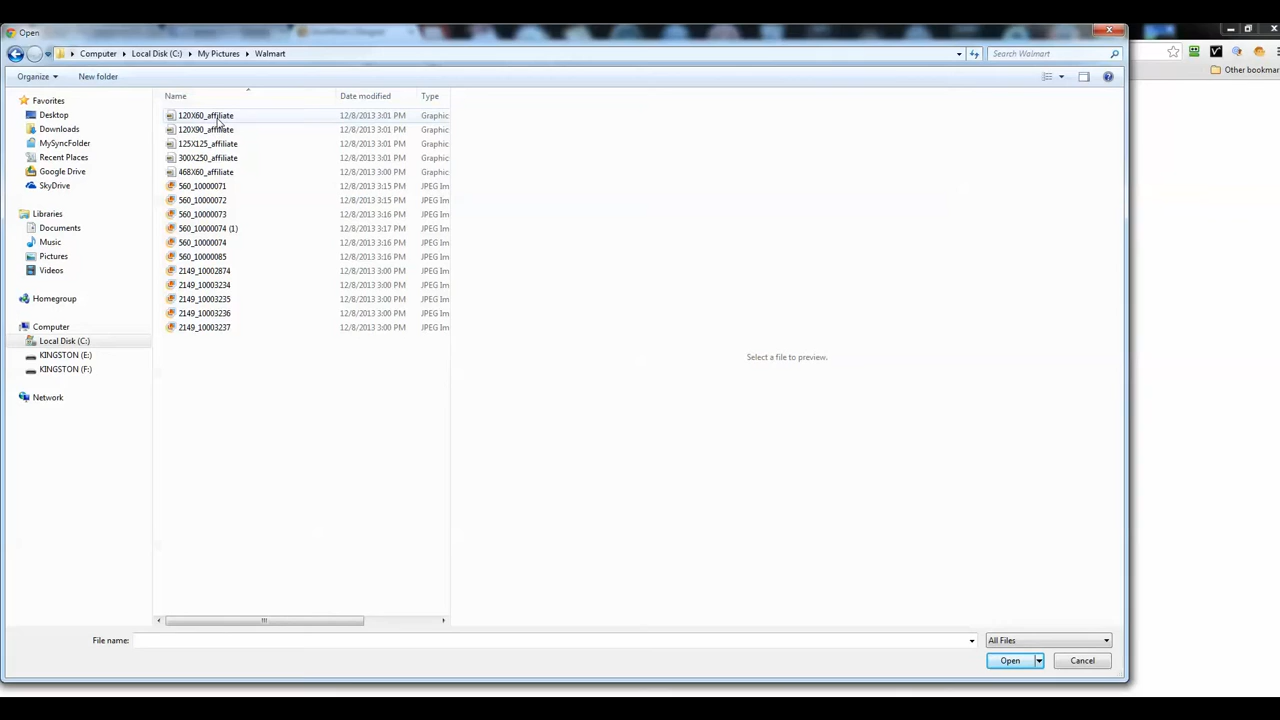 Open
Computer Local Disk (C:) My Pictures Walmart Search Walmart
Organize New folder
Other bookmar
Name Date modified Type
Favorites
Desktop
Downloads
MySyncFolder
Recent Places
Google Drive
SkyDrive
Libraries
Documents
Music
Pictures
Videos
Homegroup
Computer
Local Disk (C:)
KINGSTON (E:)
KINGSTON (F:)
Network
120X60_affiliate 12/8/2013 3:01 PM Graphic
120X90_affiliate 12/8/2013 3:01 PM Graphic
125X125_affiliate 12/8/2013 3:01 PM Graphic
300X250_affiliate 12/8/2013 3:01 PM Graphic
468X60_affiliate 12/8/2013 3:00 PM Graphic
560_10000071 12/8/2013 3:15 PM JPEG Im
560_10000072 12/8/2013 3:15 PM JPEG Im
560_10000073 12/8/2013 3:16 PM JPEG Im
560_10000074 (1) 12/8/2013 3:17 PM JPEG Im
560_10000074 12/8/2013 3:16 PM JPEG Im
560_10000085 12/8/2013 3:16 PM JPEG Im
2149_10002874 12/8/2013 3:00 PM JPEG Im
2149_10003234 12/8/2013 3:00 PM JPEG Im
2149_10003235 12/8/2013 3:00 PM JPEG Im
2149_10003236 12/8/2013 3:00 PM JPEG Im
2149_10003237 12/8/2013 3:00 PM JPEG Im
Select a file to preview.
File name: All Files
Open Cancel